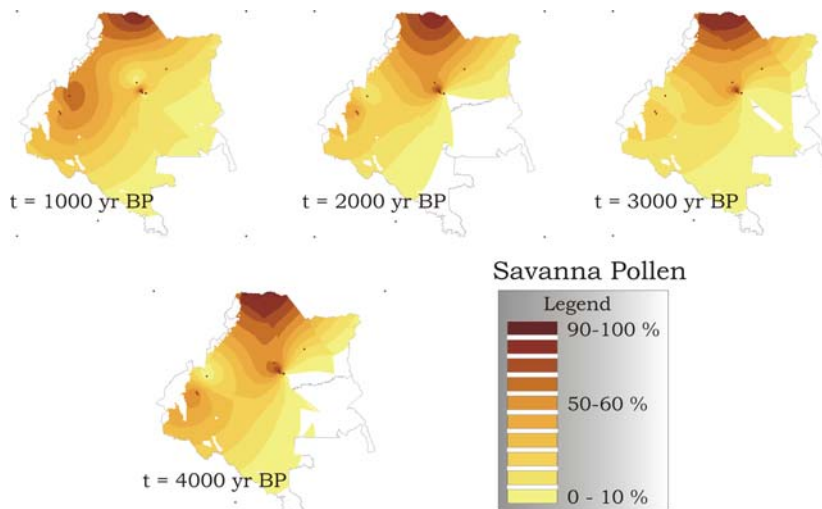 t = 1000 yr BP
t = 2000 yr BP
t = 3000 yr BP
t = 4000 yr BP
Savanna Pollen
Legend
90-100 %
50-60 %
0 - 10 %